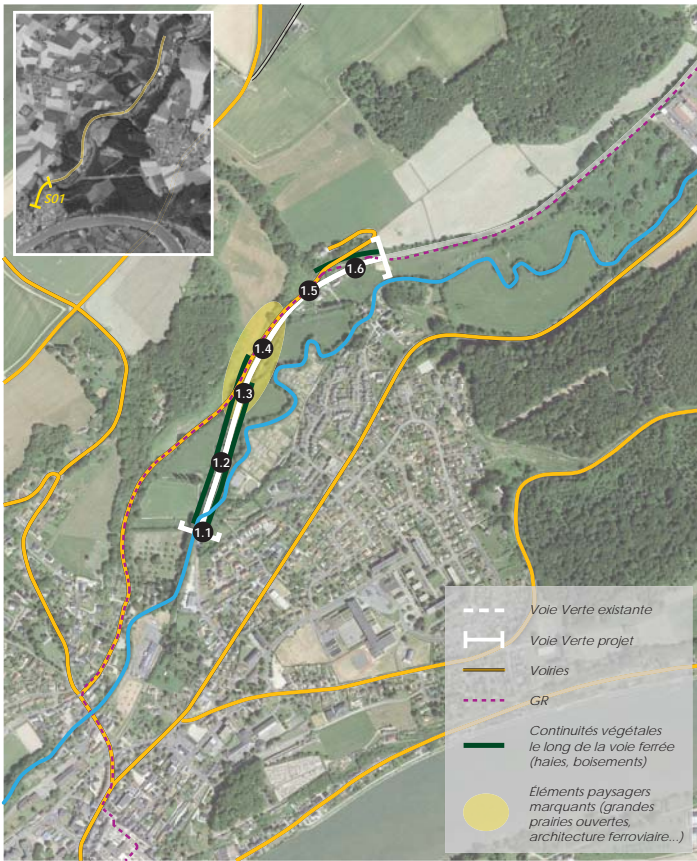 S01
1.6
1.5
1.4
1.3
1.2
1.1
Voie Verte existante
Voie Verte projet
Voiries
GR
Continuités végétales
le long de la voie ferrée
(haies, boisements)
Éléments paysagers
marquants (grandes
prairies ouvertes,
architecture ferroviaire...)